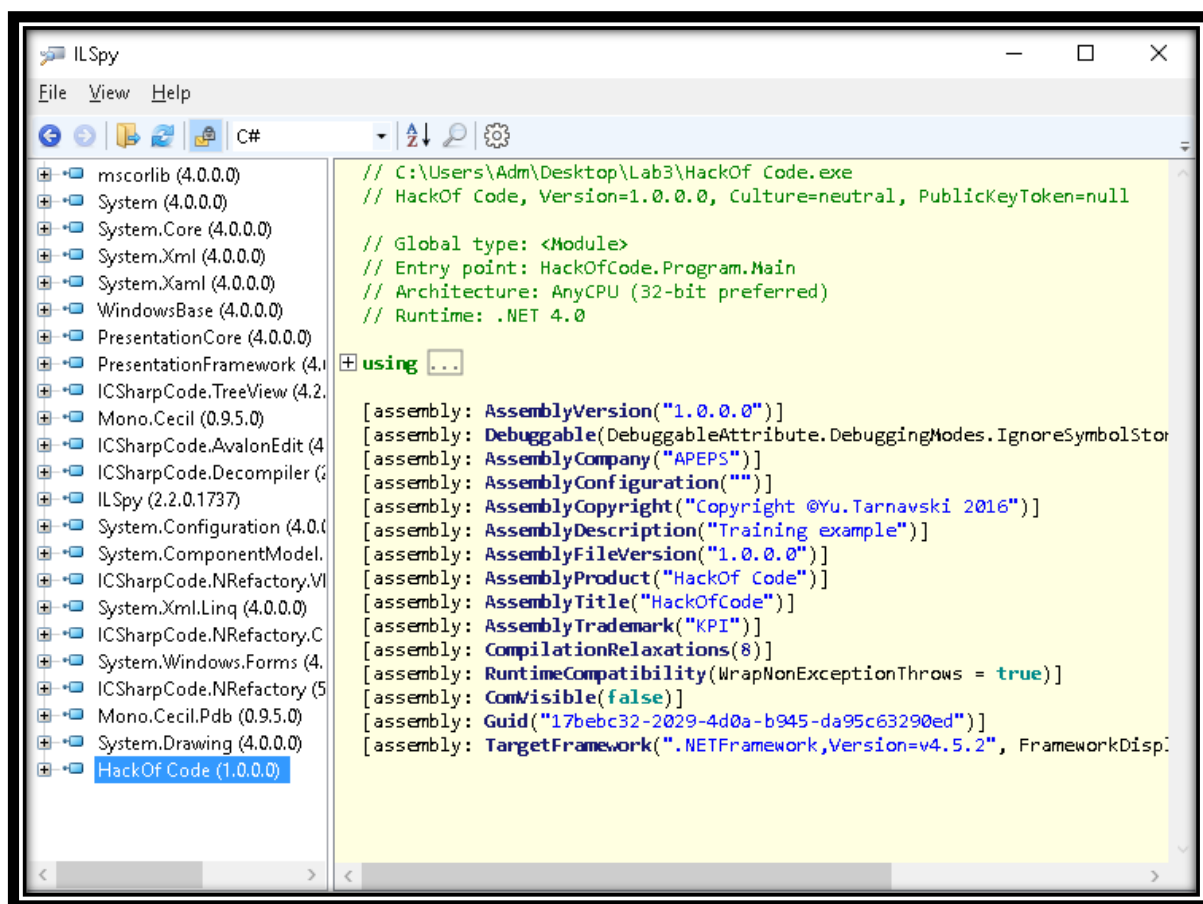 ILSpy
File View Help
C#
mscorlib (4.0.0.0)
System (4.0.0.0)
System.Core (4.0.0.0)
System.Xml (4.0.0.0)
System.Xaml (4.0.0.0)
WindowsBase (4.0.0.0)
PresentationCore (4.0.0.0)
PresentationFramework (4.
ICSharpCode.TreeView (4.2.
Mono.Cecil (0.9.5.0)
ICSharpCode.AvalonEdit (4
ICSharpCode.Decompiler (
ILSpy (2.2.0.1737)
System.Configuration (4.0.
System.ComponentModel.
ICSharpCode.NRefactory.
System.Xml.Linq (4.0.0.0)
ICSharpCode.NRefactory.C
System.Windows.Forms (4.
ICSharpCode.NRefactory (5
Mono.Cecil.Pdb (0.9.5.0)
System.Drawing (4.0.0.0)
HackOf Code (1.0.0.0)
// C:\Users\Adm\Desktop\Lab3\HackOf Code.exe
// HackOf Code, Version=1.0.0.0, Culture=neutral, PublicKeyToken=null
// Global type: <Module>
// Entry point: HackOfCode.Program.Main
// Architecture: AnyCPU (32-bit preferred)
// Runtime: .NET 4.0
using ...
[assembly: AssemblyVersion("1.0.0.0")]
[assembly: Debuggable(DebuggableAttribute.DebuggingModes.IgnoreSymbolStor
[assembly: AssemblyCompany("APEPS")]
[assembly: AssemblyConfiguration("")]
[assembly: AssemblyCopyright("Copyright ©Yu.Tarnavski 2016")]
[assembly: AssemblyDescription("Training example")]
[assembly: AssemblyFileVersion("1.0.0.0")]
[assembly: AssemblyProduct("HackOf Code")]
[assembly: AssemblyTitle("HackOfCode")]
[assembly: AssemblyTrademark("KPI")]
[assembly: CompilationRelaxations(8)]
[assembly: RuntimeCompatibility(WrapNonExceptionThrows = true)]
[assembly: ComVisible(false)]
[assembly: Guid("17bebc32-2029-4d0a-b945-da95c63290ed")]
[assembly: TargetFramework(".NETFramework,Version=v4.5.2", FrameworkDispl